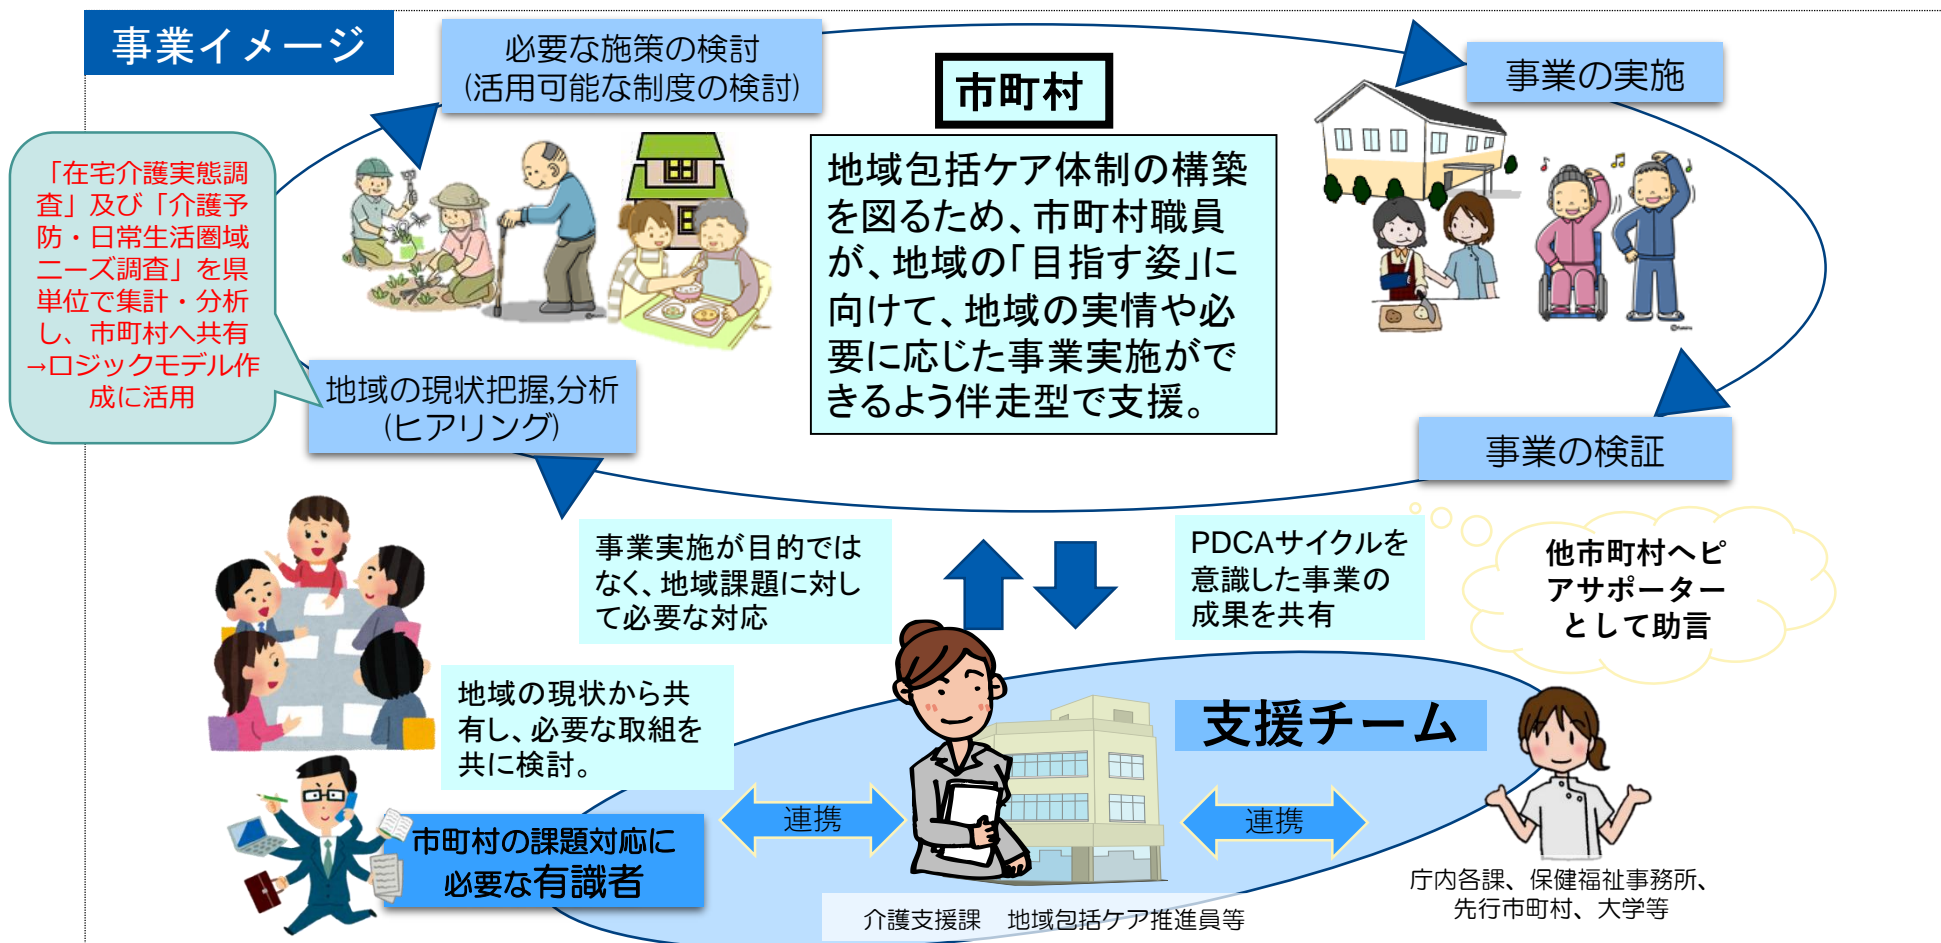 事業イメージ
必要な施策の検討
(活用可能な制度の検討)
市町村
事業の実施
「在宅介護実態調
査」及び「介護予
防・日常生活圏域
ニーズ調査」を県
単位で集計・分析
し、市町村へ共有
→ロジックモデル作
成に活用
地域包括ケア体制の構築
を図るため、市町村職員
が、地域の「目指す姿」に
向けて、地域の実情や必
要に応じた事業実施がで
きるよう伴走型で支援。
地域の現状把握,分析
(ヒアリング)
事業の検証
事業実施が目的では
なく、地域課題に対し
て必要な対応
PDCAサイクルを
意識した事業の
成果を共有
他市町村へピ
アサポーター
として助言
地域の現状から共
有し、必要な取組を
共に検討。
支援チーム
連携
連携
市町村の課題対応に
必要な有識者
介護支援課　地域包括ケア推進員等
庁内各課、保健福祉事務所、
先行市町村、大学等